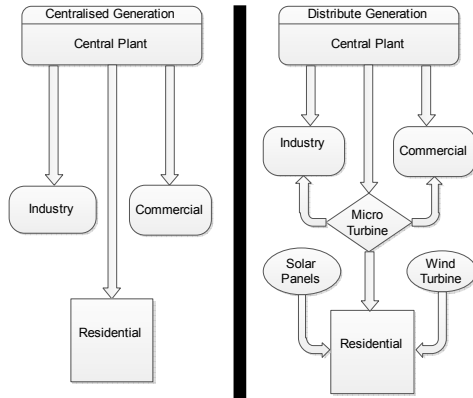 Centralised Generation
Central Plant
Industry
Commercial
Residential
Distribute Generation
Central Plant
Industry
Commercial
Micro
Turbine
Solar
Panels
Wind
Turbine
Residential